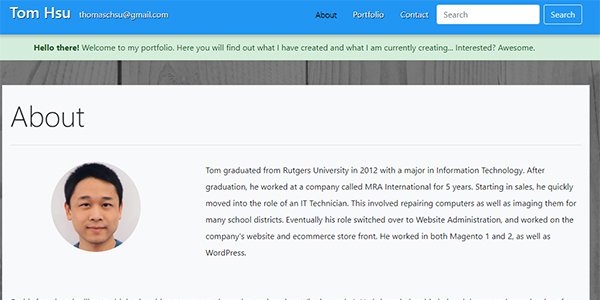 Tom Hsu thomaschsu@gmail.com About Portfolio Contact Search Search
Hello there! Welcome to my portfolio. Here you will find out what I have created and what I am currently creating... Interested? Awesome.
About
Tom graduated from Rutgers University in 2012 with a major in Information Technology. After
graduation, he worked at a company called MRA International for 5 years. Starting in sales, he quickly
moved into the role of an IT Technician. This involved repairing computers as well as imaging them for
many school districts. Eventually his role switched over to Website Administration, and worked on the
company's website and ecommerce store front. He worked in both Magento 1 and 2, as well as
WordPress.